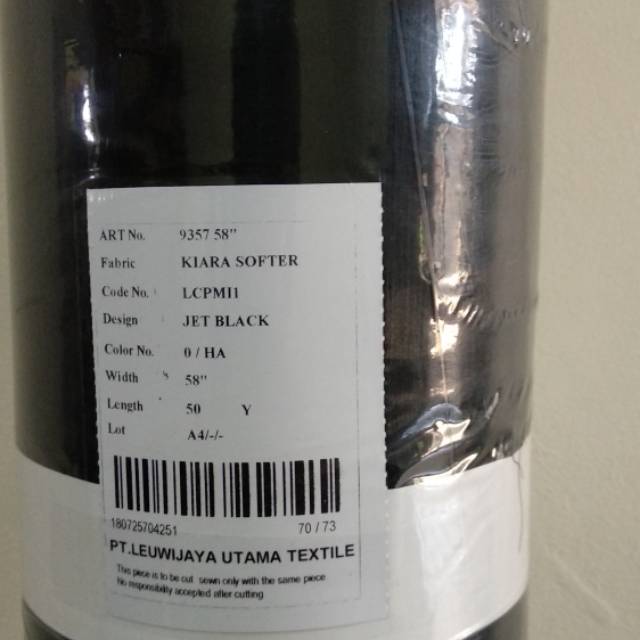 ART No. 9357 58"
Fabric KIARA SOFTER
Code No. LCPMI1
Design JET BLACK
Color No. 0 / HA
Width 58"
Length 50 Y
Lot A4/-/-
180725704251 70 / 73
PT.LEUWIJAYA UTAMA TEXTILE
This piece is to be cut sewn only with the same piece
No responsibility accepted after cutting